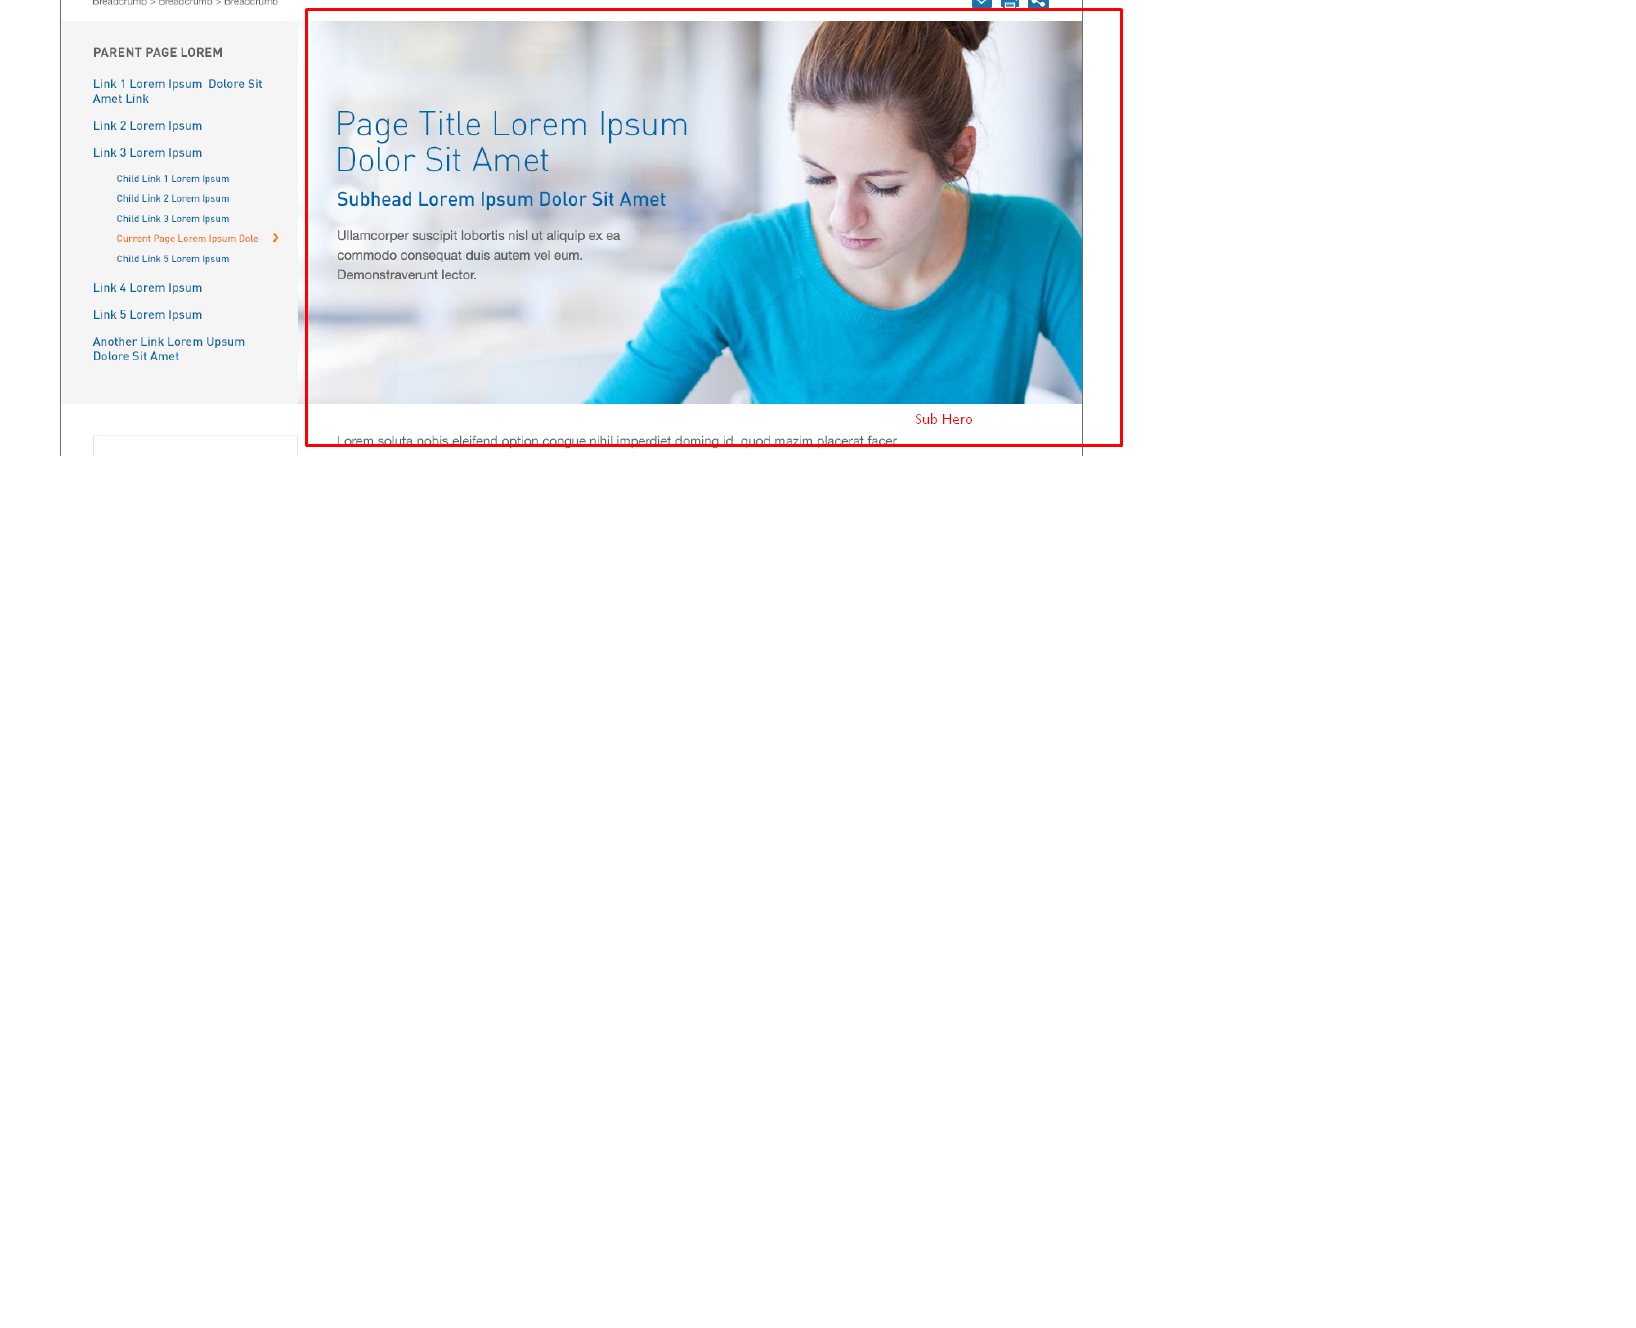 Breadcrumb > Breadcrumb > Breadcrumb
PARENT PAGE LOREM
Link 1 Lorem Ipsum Dolore Sit
Amet Link
Link 2 Lorem Ipsum
Link 3 Lorem Ipsum
Child Link 1 Lorem Ipsum
Child Link 2 Lorem Ipsum
Child Link 3 Lorem Ipsum
Current Page Lorem Ipsum Dole
Child Link 5 Lorem Ipsum
Link 4 Lorem Ipsum
Link 5 Lorem Ipsum
Another Link Lorem Upsum
Dolore Sit Amet
Page Title Lorem Ipsum
Dolor Sit Amet
Subhead Lorem Ipsum Dolor Sit Amet
Ullamcorper suscipit lobortis nisl ut aliquip ex ea
commodo consequat duis autem vel eum.
Demonstraverunt lector.
Sub Hero
Lorem soluta nobis eleifend option congue nihil imperdiet doming id, quod mazim placerat facer